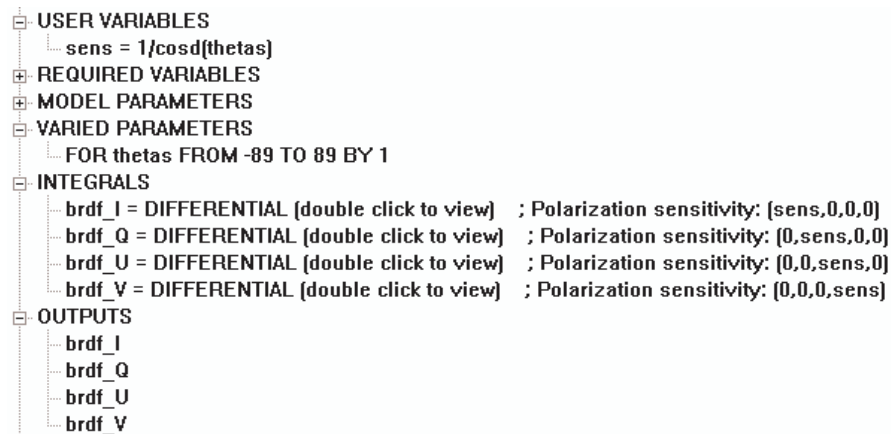 USER VARIABLES
sens = 1/cosd(thetas)
REQUIRED VARIABLES
MODEL PARAMETERS
VARIED PARAMETERS
FOR thetas FROM -89 TO 89 BY 1
INTEGRALS
brdf_I = DIFFERENTIAL (double click to view) ; Polarization sensitivity: (sens,0,0,0)
brdf_Q = DIFFERENTIAL (double click to view) ; Polarization sensitivity: (0,sens,0,0)
brdf_U = DIFFERENTIAL (double click to view) ; Polarization sensitivity: (0,0,sens,0)
brdf_V = DIFFERENTIAL (double click to view) ; Polarization sensitivity: (0,0,0,sens)
OUTPUTS
brdf_I
brdf_Q
brdf_U
brdf_V